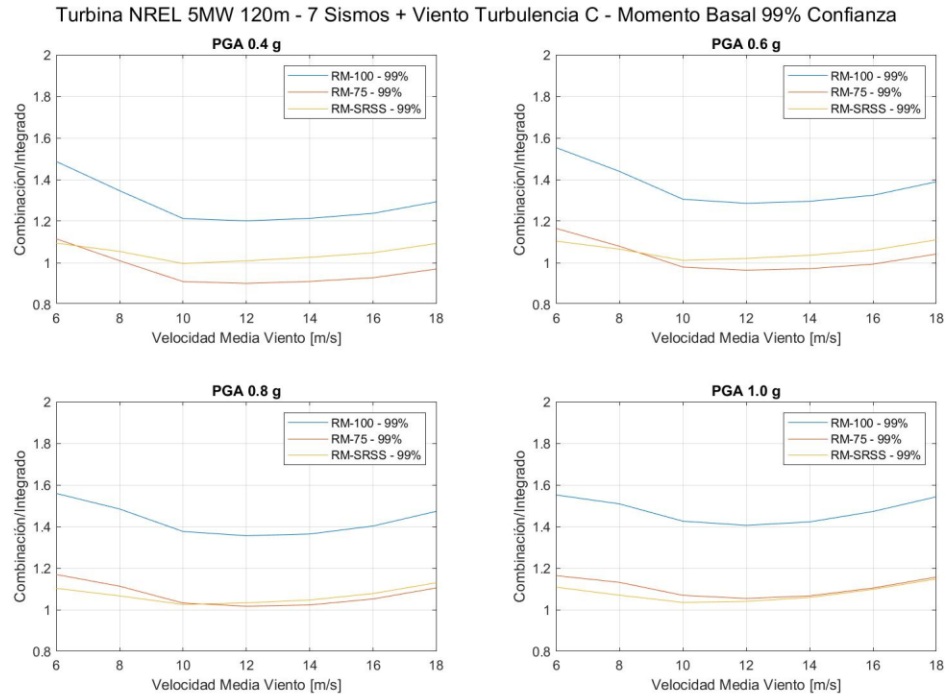 Turbina NREL 5MW 120m - 7 Sismos + Viento Turbulencia C - Momento Basal 99% Confianza
PGA 0.4 g
2
1.8
1.6
1.4
1.2
1
0.8
Combinación/Integrado
RM-100 - 99%
RM-75 - 99%
RM-SRSS - 99%
6 8 10 12 14 16 18
Velocidad Media Viento [m/s]
PGA 0.6 g
2
1.8
1.6
1.4
1.2
1
0.8
Combinación/Integrado
RM-100 - 99%
RM-75 - 99%
RM-SRSS - 99%
6 8 10 12 14 16 18
Velocidad Media Viento [m/s]
PGA 0.8 g
2
1.8
1.6
1.4
1.2
1
0.8
Combinación/Integrado
RM-100 - 99%
RM-75 - 99%
RM-SRSS - 99%
6 8 10 12 14 16 18
Velocidad Media Viento [m/s]
PGA 1.0 g
2
1.8
1.6
1.4
1.2
1
0.8
Combinación/Integrado
RM-100 - 99%
RM-75 - 99%
RM-SRSS - 99%
6 8 10 12 14 16 18
Velocidad Media Viento [m/s]